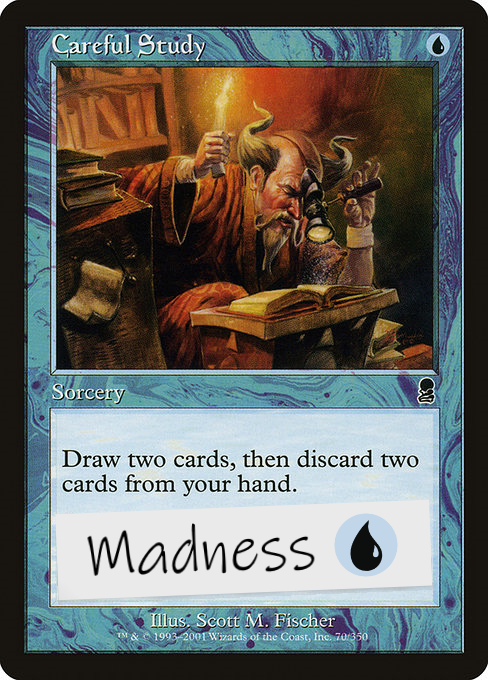 Careful Study
Sorcery
Draw two cards, then discard two
cards from your hand.
Madness
Illus. Scott M. Fischer
™ & © 1993–2001 Wizards of the Coast, Inc. 70/350